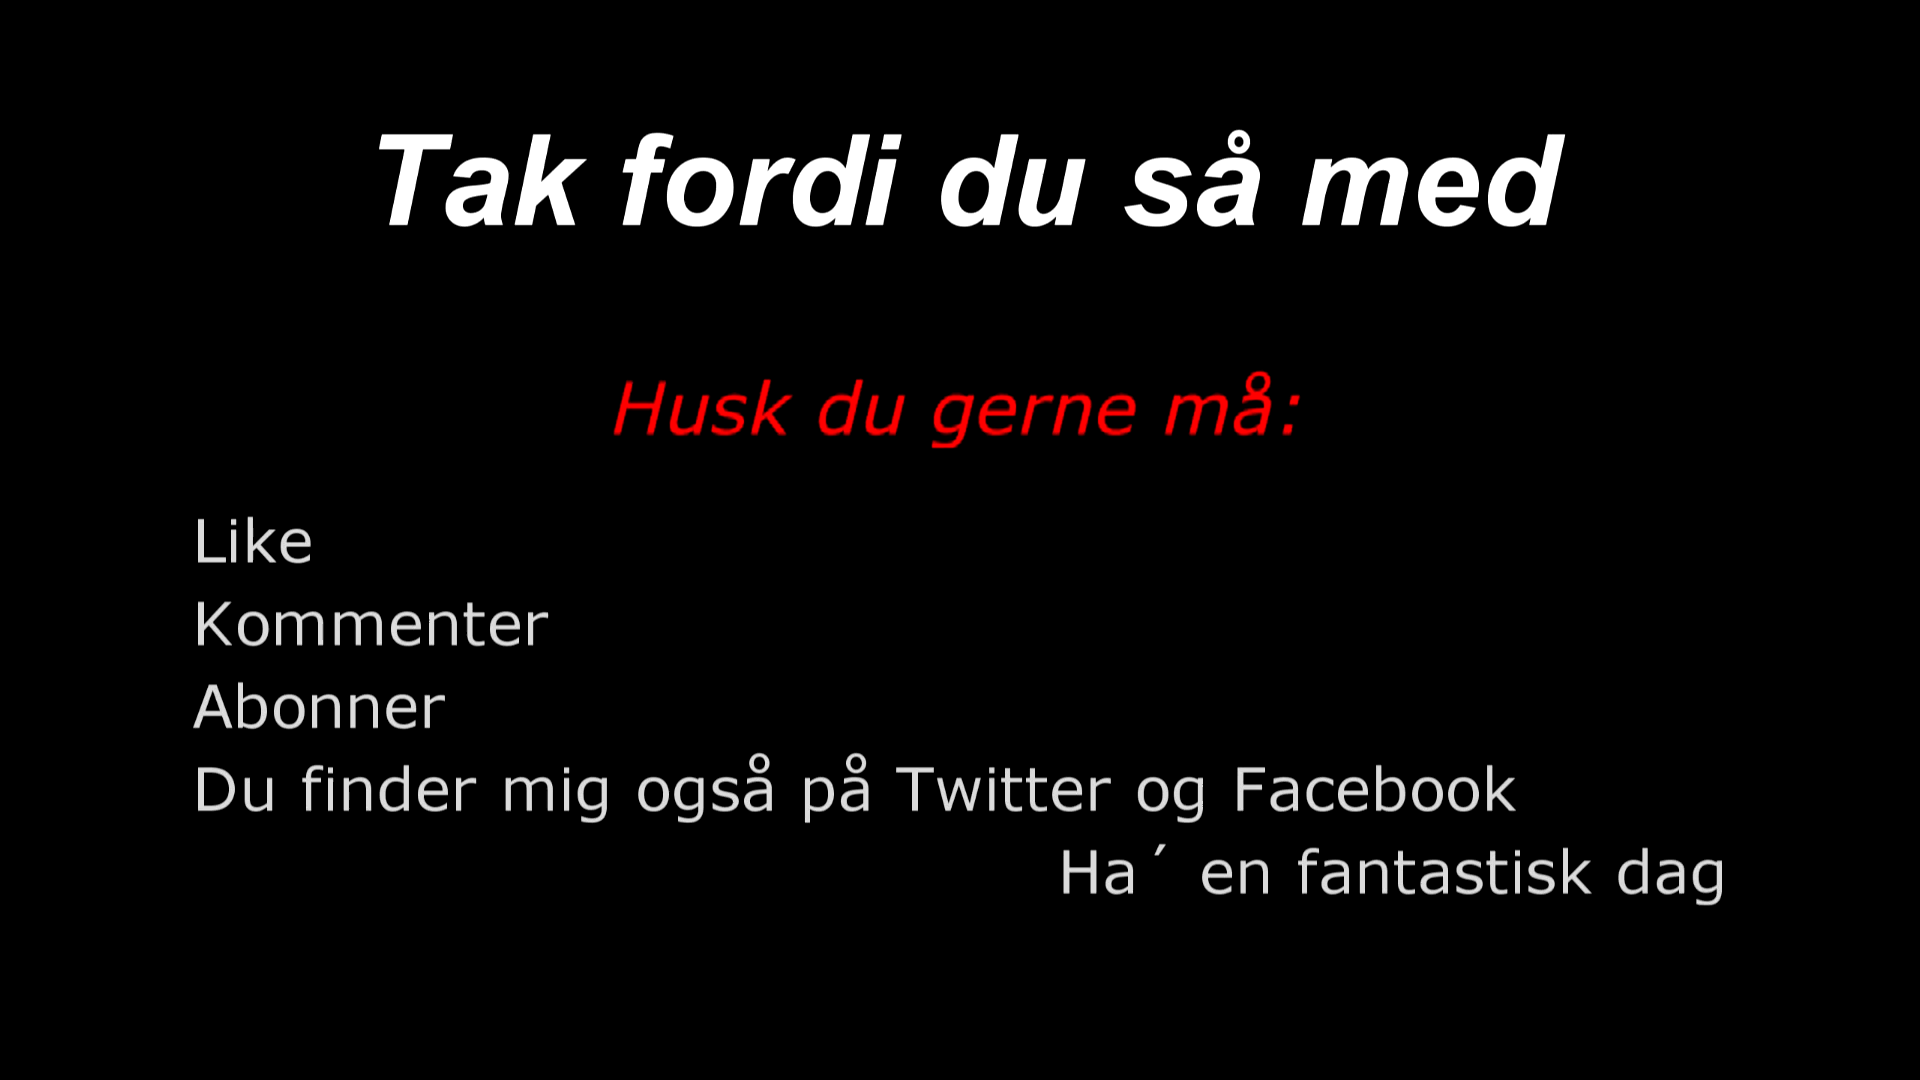 Tak fordi du så med
Husk du gerne må:
Like
Kommenter
Abonner
Du finder mig også på Twitter og Facebook
Ha´ en fantastisk dag